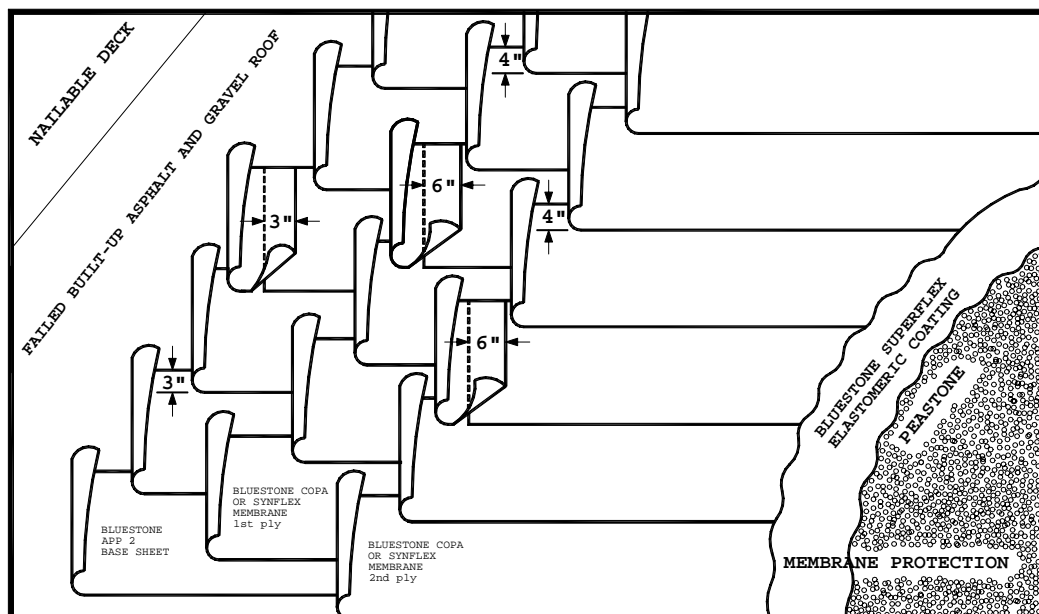 NAILABLE DECK
FAILED BUILT-UP ASPHALT AND GRAVEL ROOF
4"
6"
3"
4"
6"
3"
BLUESTONE SUPERFLEX
ELASTOMERIC COATING
PEASTONE
BLUESTONE COPA
OR SYNFLEX
MEMBRANE
1st ply
BLUESTONE
APP 2
BASE SHEET
BLUESTONE COPA
OR SYNFLEX
MEMBRANE
2nd ply
MEMBRANE PROTECTION